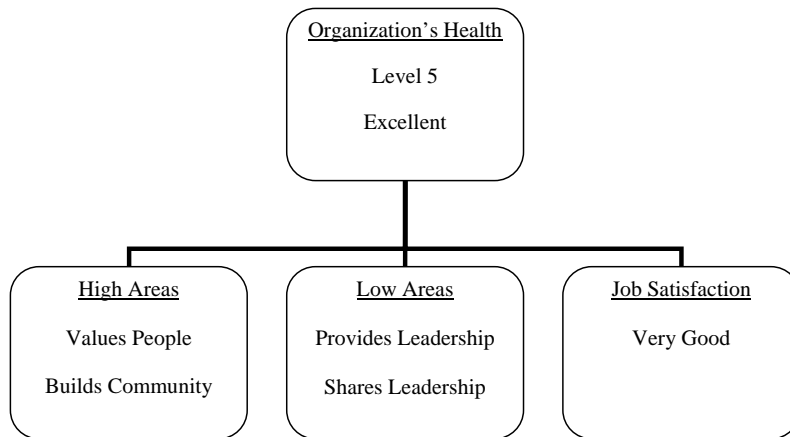 Organization’s Health
Level 5
Excellent
High Areas
Values People
Builds Community
Low Areas
Provides Leadership
Shares Leadership
Job Satisfaction
Very Good